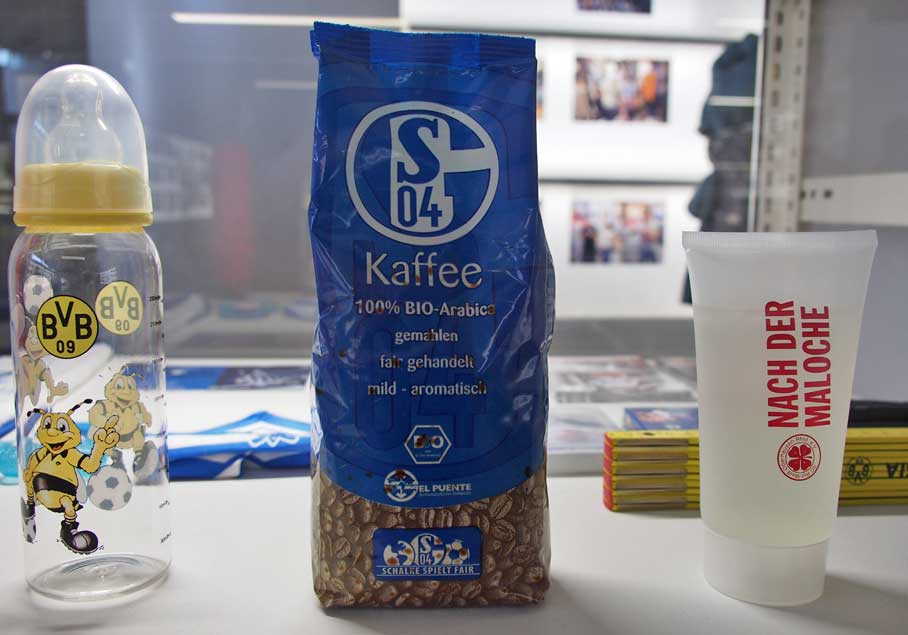 BVB
09
BVB
09
S
04
Kaffee
100% BIO-Arabica
gemahlen
fair gehandelt
mild - aromatisch
BIO
EL PUENTE
S
04
SCHALKE SPIELT FAIR
NACH DER
MALOCHE